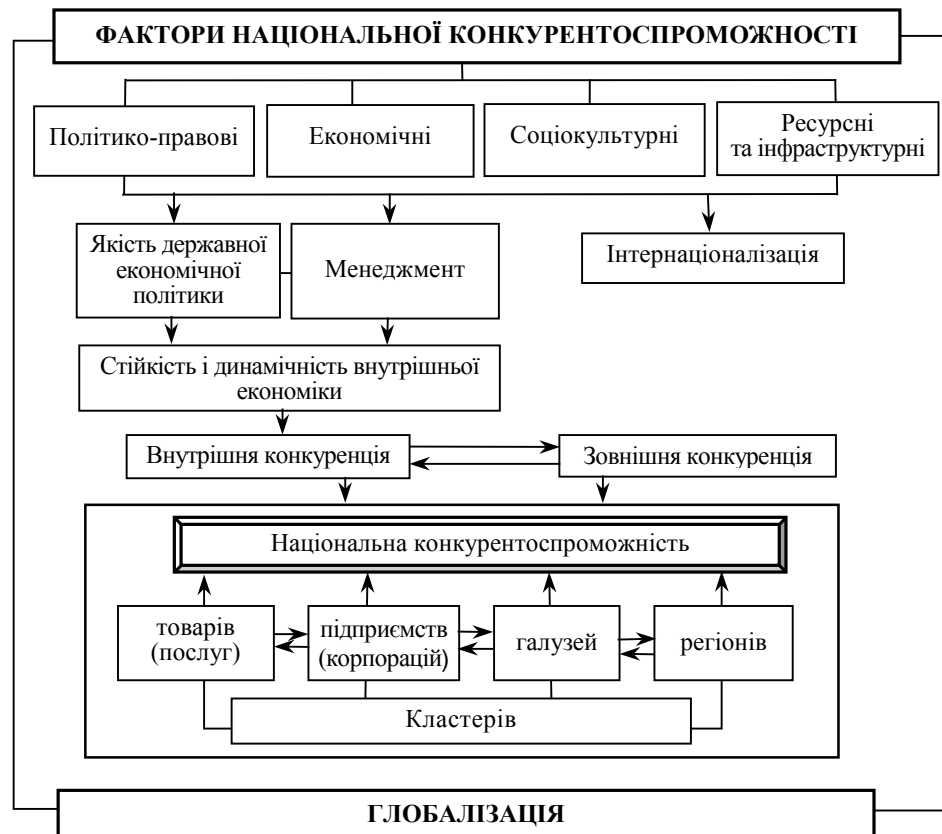 ФАКТОРИ НАЦІОНАЛЬНОЇ КОНКУРЕНТОСПРОМОЖНОСТІ
Політико-правові
Економічні
Соціокультурні
Ресурсні
та інфраструктурні
Якість державної
економічної
політики
Менеджмент
Інтернаціоналізація
Стійкість і динамічність внутрішньої
економіки
Внутрішня конкуренція
Зовнішня конкуренція
Національна конкурентоспроможність
товарів
(послуг)
підприємств
(корпорацій)
галузей
регіонів
Кластерів
ГЛОБАЛІЗАЦІЯ